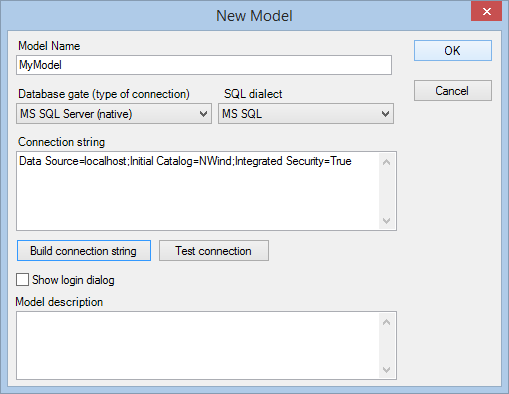 New Model
Model Name
OK
MyModel
Cancel
Database gate (type of connection)
SQL dialect
MS SQL Server (native)
MS SQL
Connection string
Data Source=localhost;Initial Catalog=NWind;Integrated Security=True
Build connection string
Test connection
Show login dialog
Model description